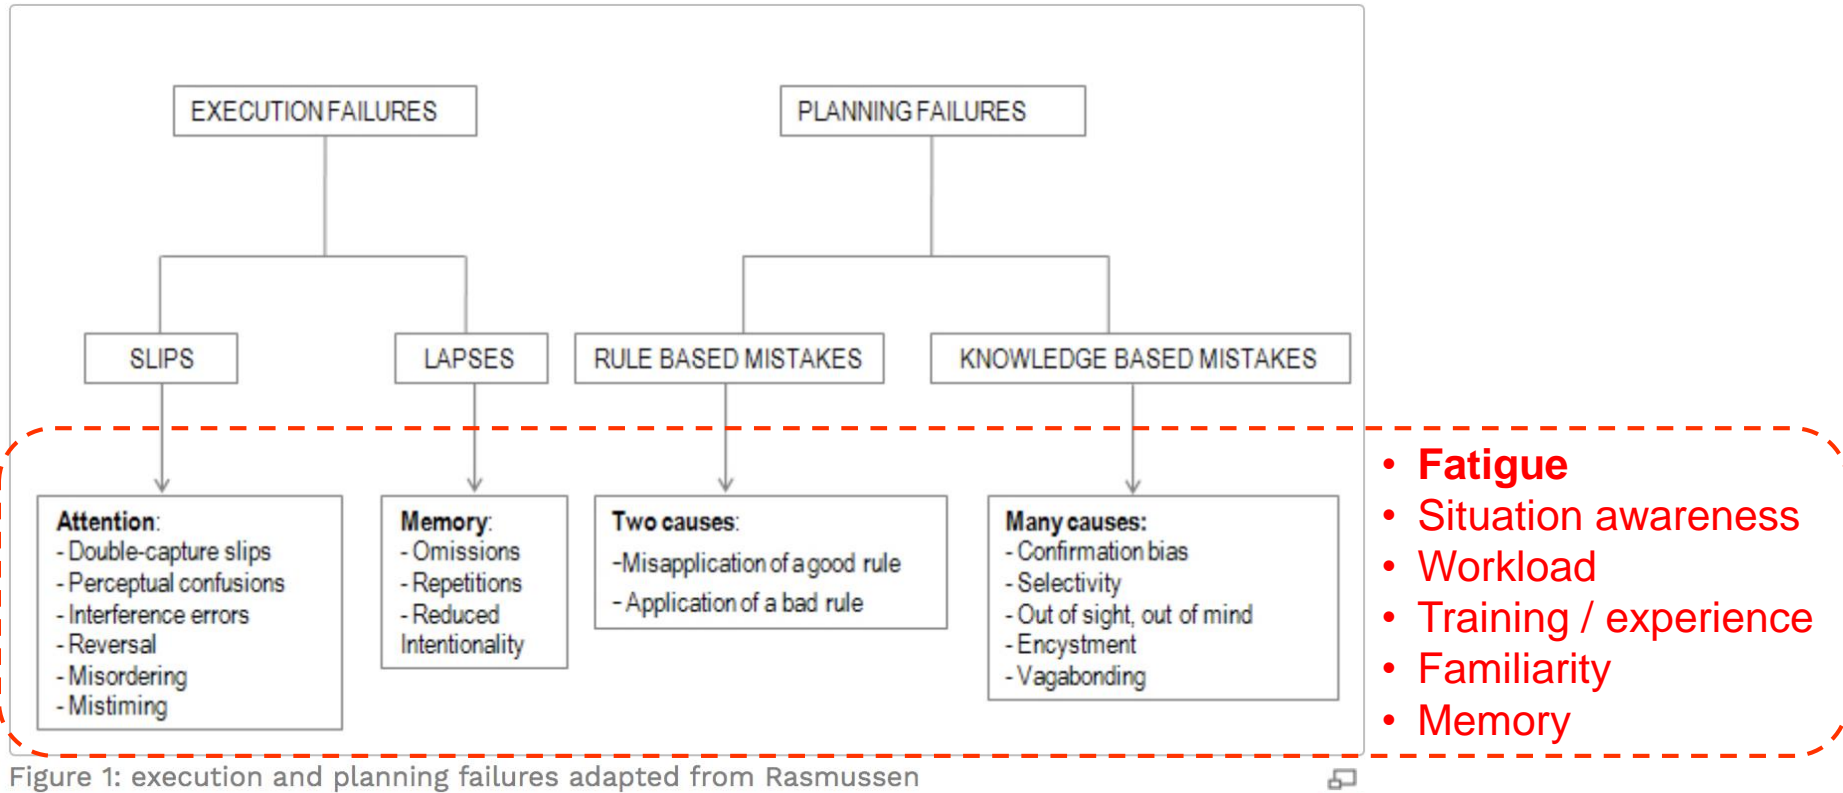 EXECUTION FAILURES
PLANNING FAILURES
SLIPS
LAPSES
RULE BASED MISTAKES
KNOWLEDGE BASED MISTAKES
Attention:
- Double-capture slips
- Perceptual confusions
- Interference errors
- Reversal
- Misordering
- Mistiming
Memory:
- Omissions
- Repetitions
- Reduced
Intentionality
Two causes:
-Misapplication of a good rule
- Application of a bad rule
Many causes:
- Confirmation bias
- Selectivity
- Out of sight, out of mind
- Encystment
- Vagabonding
• Fatigue
• Situation awareness
• Workload
• Training / experience
• Familiarity
• Memory
Figure 1: execution and planning failures adapted from Rasmussen